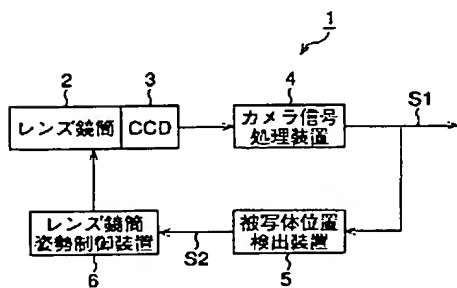 1
2
3
4
S1
レンズ鏡筒
CCD
カメラ信号
処理装置
レンズ鏡筒
姿勢制御装置
被写体位置
検出装置
S2
6
5